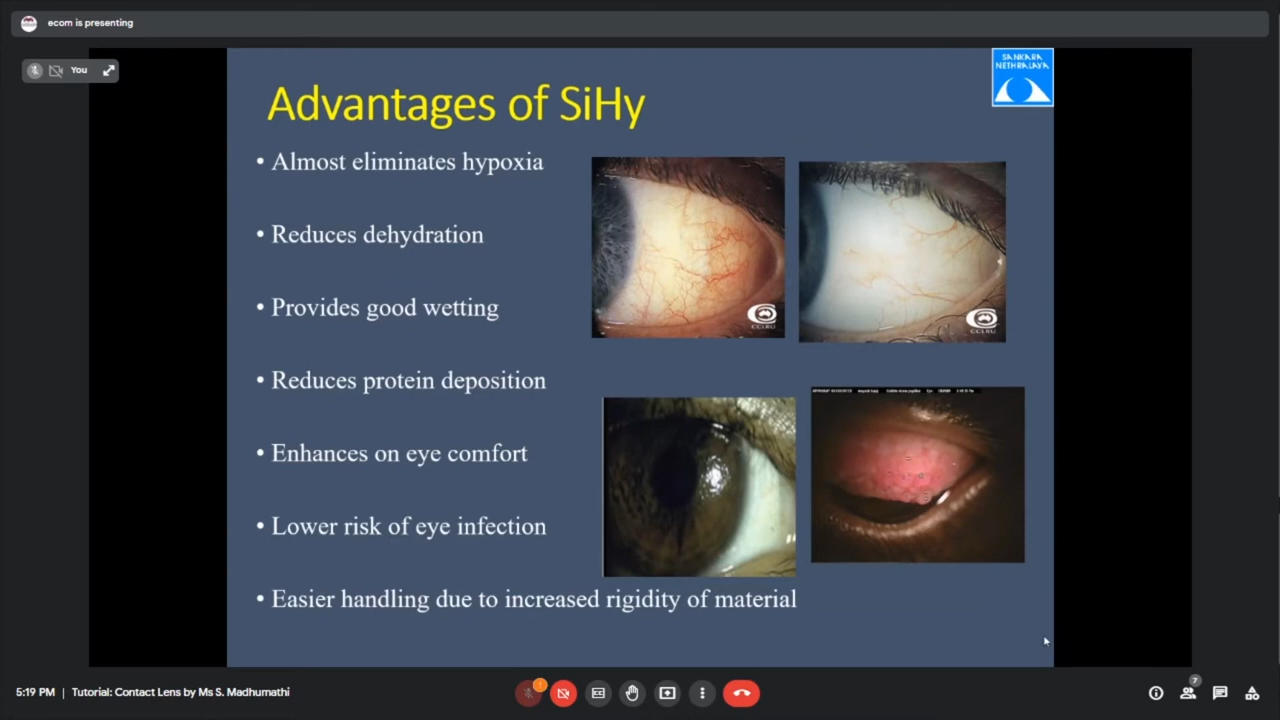 ecom is presenting
You
SANKARA
NETHRALAYA
Advantages of SiHy
• Almost eliminates hypoxia
• Reduces dehydration
• Provides good wetting
• Reduces protein deposition
• Enhances on eye comfort
• Lower risk of eye infection
• Easier handling due to increased rigidity of material
CCLRU
CCLRU
7
5:19 PM | Tutorial: Contact Lens by Ms S. Madhumathi